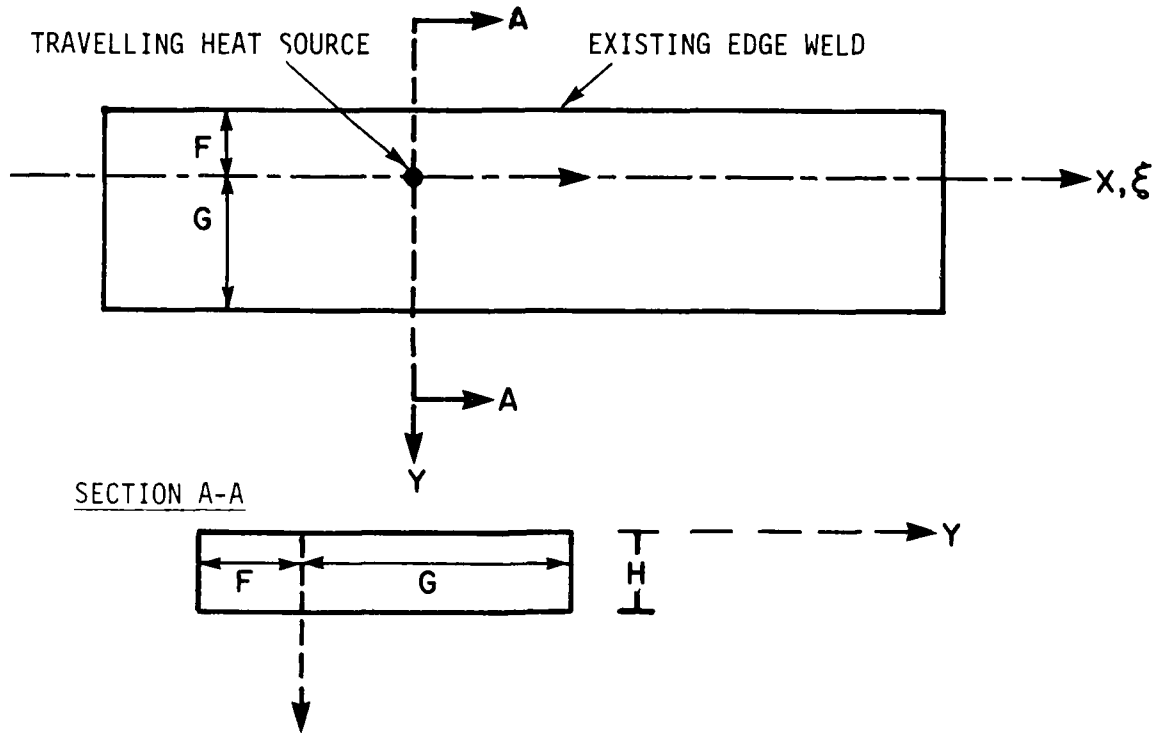 A
TRAVELLING HEAT SOURCE
EXISTING EDGE WELD
F
X, ξ
G
A
Y
SECTION A-A
Y
F
G
H